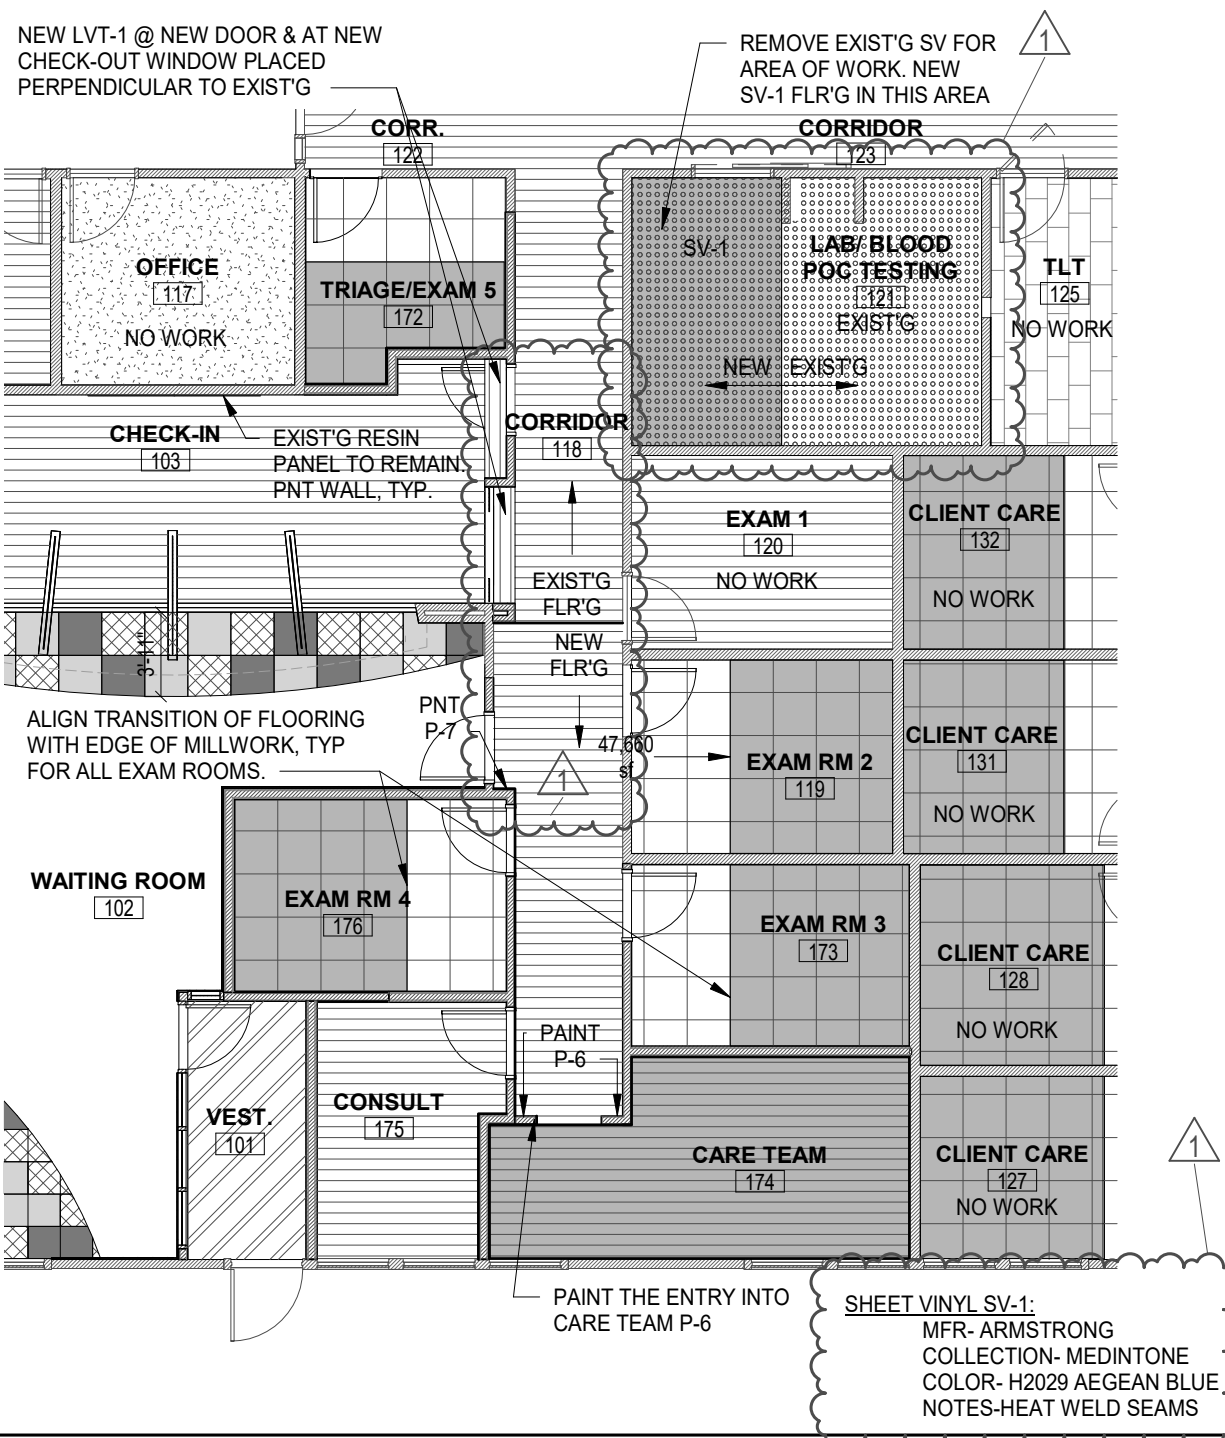 NEW LVT-1 @ NEW DOOR & AT NEW
CHECK-OUT WINDOW PLACED
PERPENDICULAR TO EXIST'G
REMOVE EXIST'G SV FOR
AREA OF WORK. NEW
SV-1 FLR'G IN THIS AREA
1
CORR.
122
CORRIDOR
123
OFFICE
117
NO WORK
TRIAGE/EXAM 5
172
SV-1
LAB/ BLOOD
POC TESTING
121
EXIST'G
NEW
EXIST'G
TLT
125
NO WORK
CHECK-IN
103
EXIST'G RESIN
PANEL TO REMAIN.
PNT WALL, TYP.
CORRIDOR
118
EXAM 1
120
NO WORK
CLIENT CARE
132
NO WORK
EXIST'G
FLR'G
NEW
FLR'G
3'-11"
ALIGN TRANSITION OF FLOORING
WITH EDGE OF MILLWORK, TYP
FOR ALL EXAM ROOMS.
PNT
P-7
1
47,660
sf
EXAM RM 2
119
CLIENT CARE
131
NO WORK
WAITING ROOM
102
EXAM RM 4
176
EXAM RM 3
173
CLIENT CARE
128
NO WORK
PAINT
P-6
VEST.
101
CONSULT
175
CARE TEAM
174
CLIENT CARE
127
NO WORK
1
PAINT THE ENTRY INTO
CARE TEAM P-6
SHEET VINYL SV-1:
MFR- ARMSTRONG
COLLECTION- MEDINTONE
COLOR- H2029 AEGEAN BLUE
NOTES-HEAT WELD SEAMS